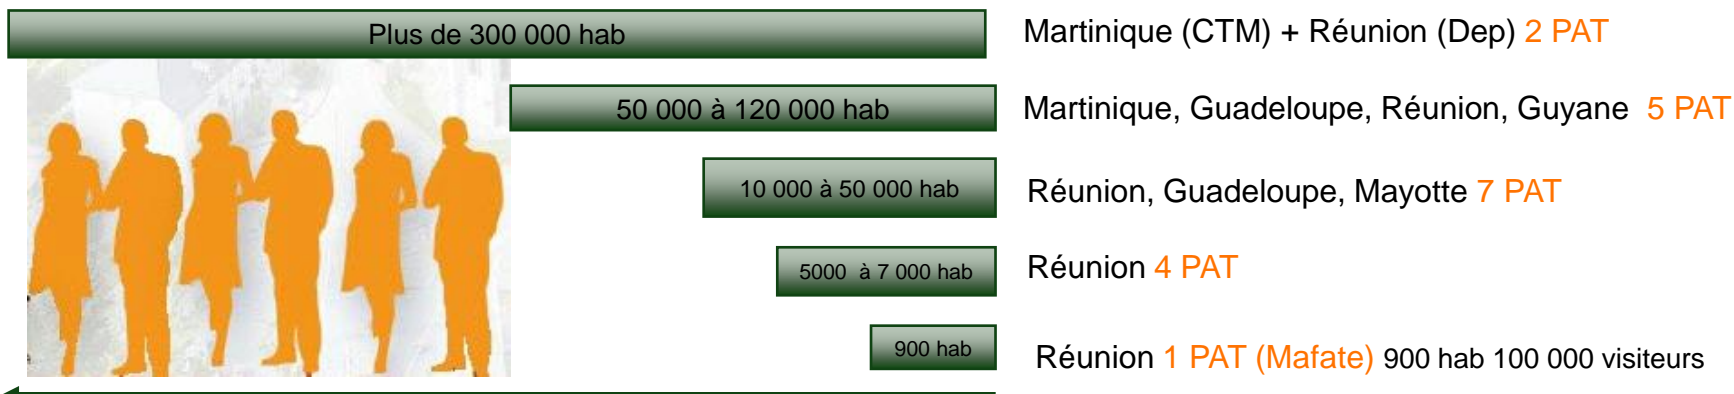 Plus de 300 000 hab
Martinique (CTM) + Réunion (Dep) 2 PAT
50 000 à 120 000 hab
Martinique, Guadeloupe, Réunion, Guyane 5 PAT
10 000 à 50 000 hab
Réunion, Guadeloupe, Mayotte 7 PAT
5000 à 7 000 hab
Réunion 4 PAT
900 hab
Réunion 1 PAT (Mafate) 900 hab 100 000 visiteurs